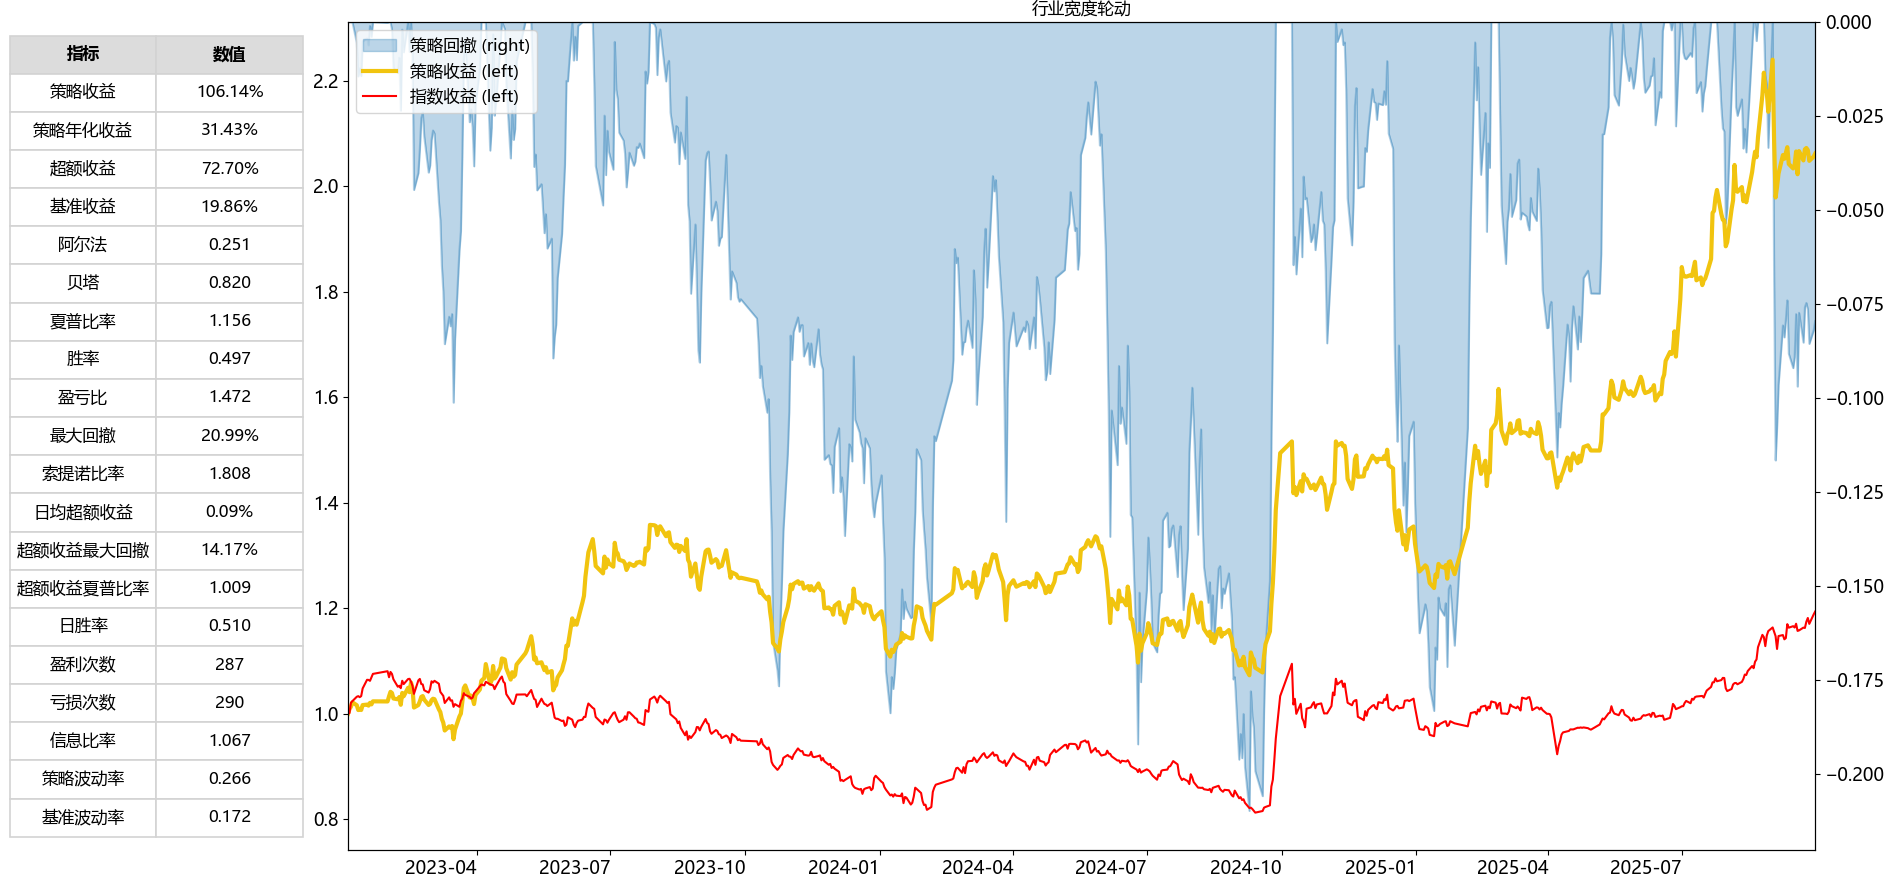 行业宽度轮动
指标 数值
策略收益 106.14%
策略年化收益 31.43%
超额收益 72.70%
基准收益 19.86%
阿尔法 0.251
贝塔 0.820
夏普比率 1.156
胜率 0.497
盈亏比 1.472
最大回撤 20.99%
索提诺比率 1.808
日均超额收益 0.09%
超额收益最大回撤 14.17%
超额收益夏普比率 1.009
日胜率 0.510
盈利次数 287
亏损次数 290
信息比率 1.067
策略波动率 0.266
基准波动率 0.172
策略回撤 (right)
策略收益 (left)
指数收益 (left)
2.2
2.0
1.8
1.6
1.4
1.2
1.0
0.8
0.000
−0.025
−0.050
−0.075
−0.100
−0.125
−0.150
−0.175
−0.200
2023-04 2023-07 2023-10 2024-01 2024-04 2024-07 2024-10 2025-01 2025-04 2025-07